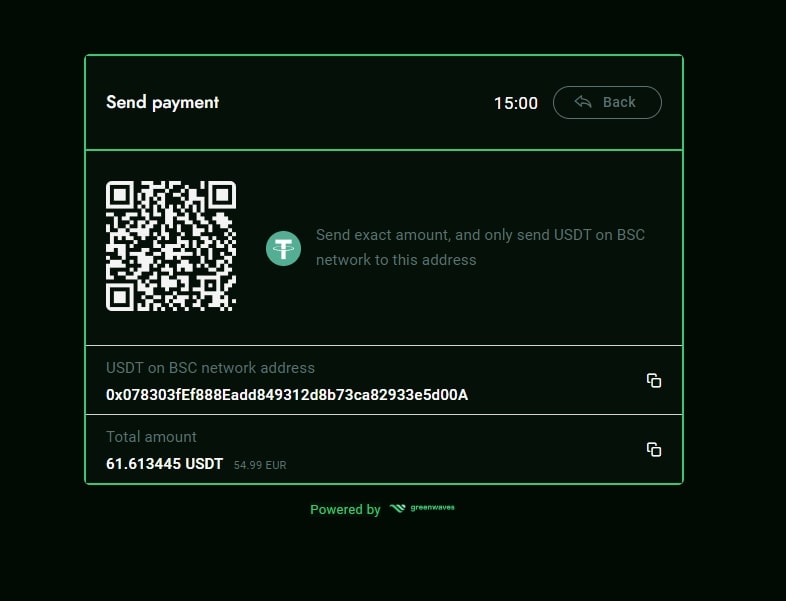 Send payment
15:00
Back
Send exact amount, and only send USDT on BSC
network to this address
USDT on BSC network address
0x078303fEf888Eadd849312d8b73ca82933e5d00A
Total amount
61.613445 USDT 54.99 EUR
Powered by greenwaves